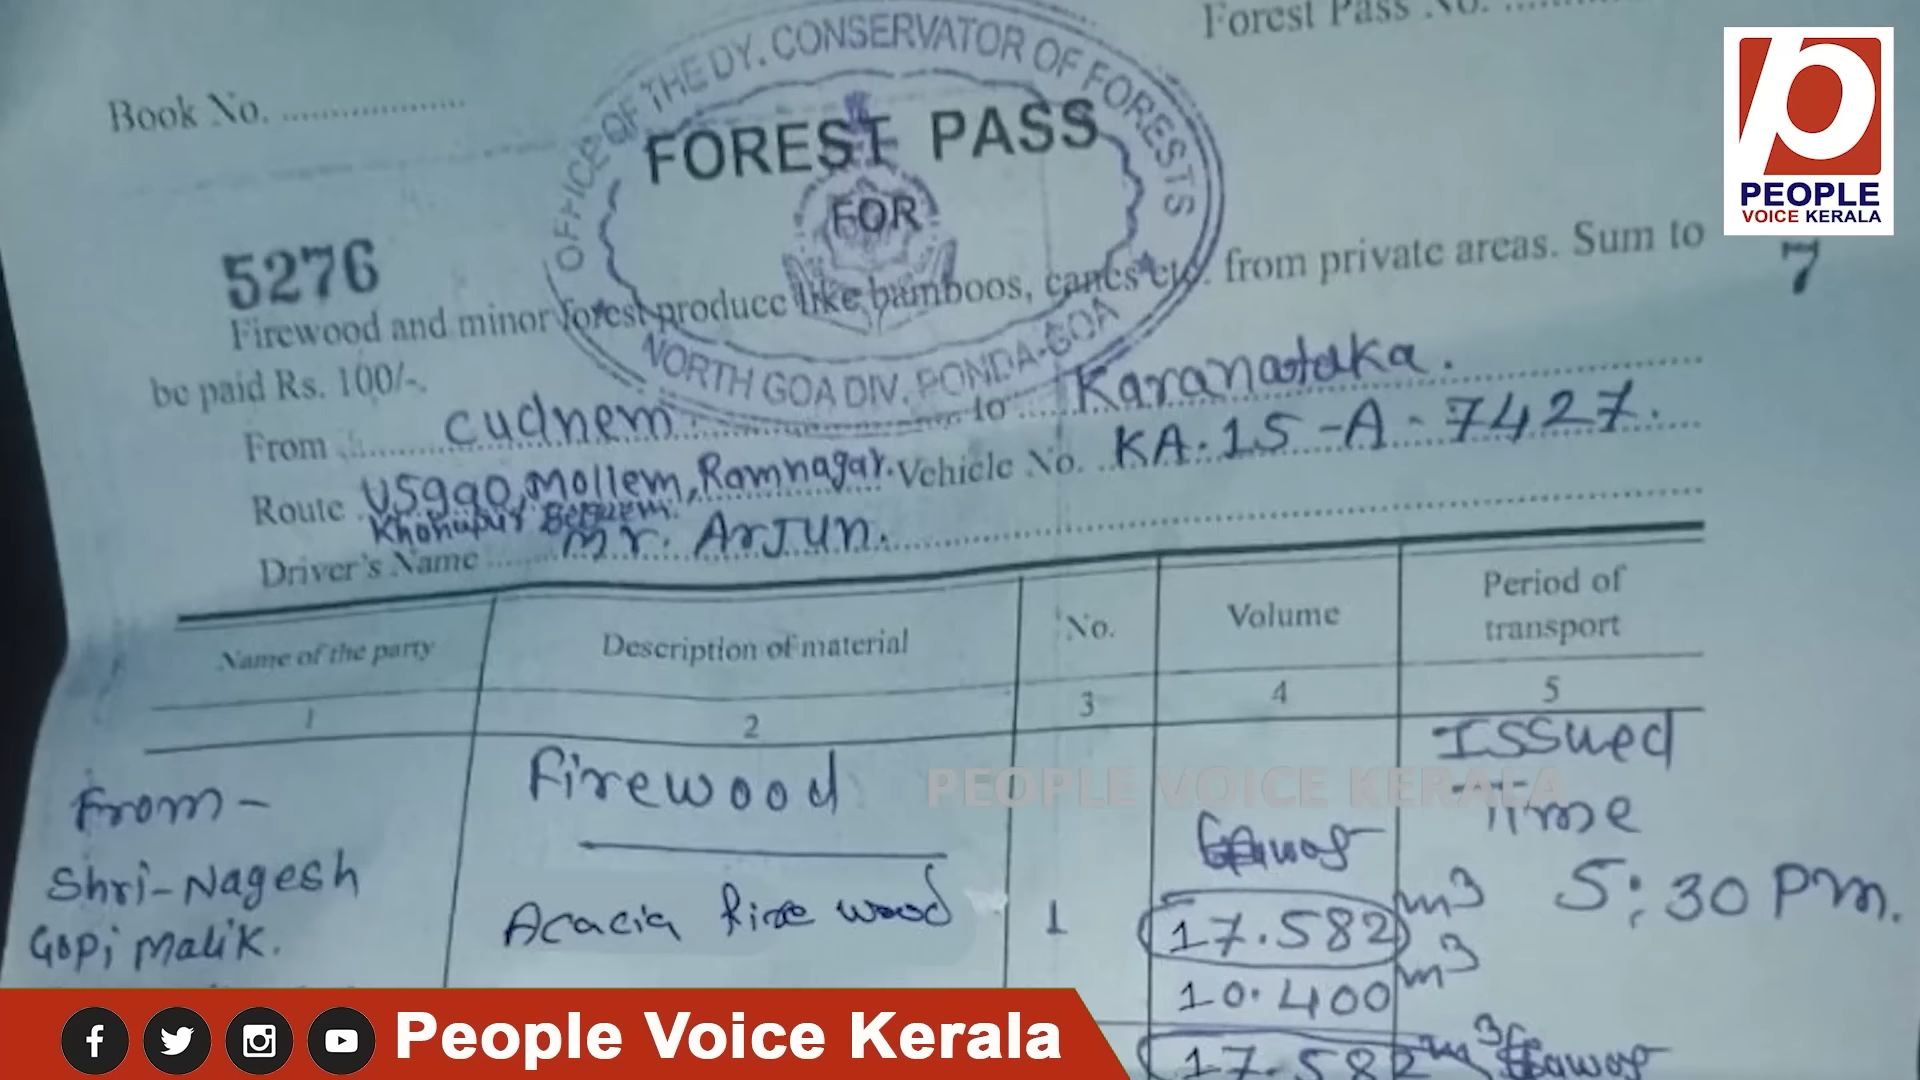 Forest Pass No. ..........
Book No. ....................
OFFICE OF THE DY. CONSERVATOR OF FORESTS
NORTH GOA DIV. PONDA-GOA
FOREST PASS
FOR
5276
7
Firewood and minor forest produce like bamboos, canes etc. from private areas. Sum to
be paid Rs. 100/-.
From cudnem to Karanataka.
Route Usgao, Mollem, Ramnagar. Vehicle No. KA-15-A-7427.
Driver's Name Mr. Arjun.
Name of the party Description of material No. Volume Period of transport
1 2 3 4 5
From - Firewood Issued Time
Shri-Nagesh Acacia fire wood 1 17.582 m3 5:30 Pm.
Gopi Malik. 10.400 m3
17.582 m3
PEOPLE VOICE KERALA
PEOPLE
VOICE KERALA
People Voice Kerala